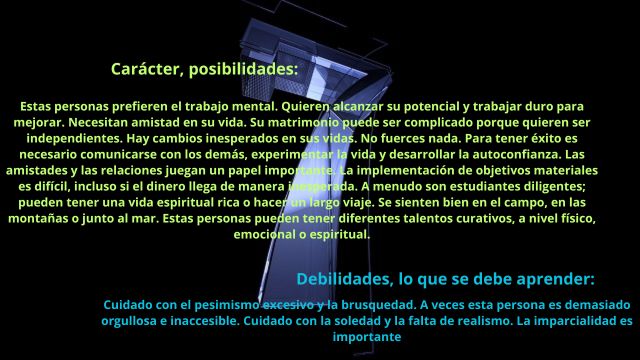 Carácter, posibilidades:
Estas personas prefieren el trabajo mental. Quieren alcanzar su potencial y trabajar duro para
mejorar. Necesitan amistad en su vida. Su matrimonio puede ser complicado porque quieren ser
independientes. Hay cambios inesperados en sus vidas. No fuerces nada. Para tener éxito es
necesario comunicarse con los demás, experimentar la vida y desarrollar la autoconfianza. Las
amistades y las relaciones juegan un papel importante. La implementación de objetivos materiales
es difícil, incluso si el dinero llega de manera inesperada. A menudo son estudiantes diligentes;
pueden tener una vida espiritual rica o hacer un largo viaje. Se sienten bien en el campo, en las
montañas o junto al mar. Estas personas pueden tener diferentes talentos curativos, a nivel físico,
emocional o espiritual.
Debilidades, lo que se debe aprender:
Cuidado con el pesimismo excesivo y la brusquedad. A veces esta persona es demasiado
orgullosa e inaccesible. Cuidado con la soledad y la falta de realismo. La imparcialidad es
importante